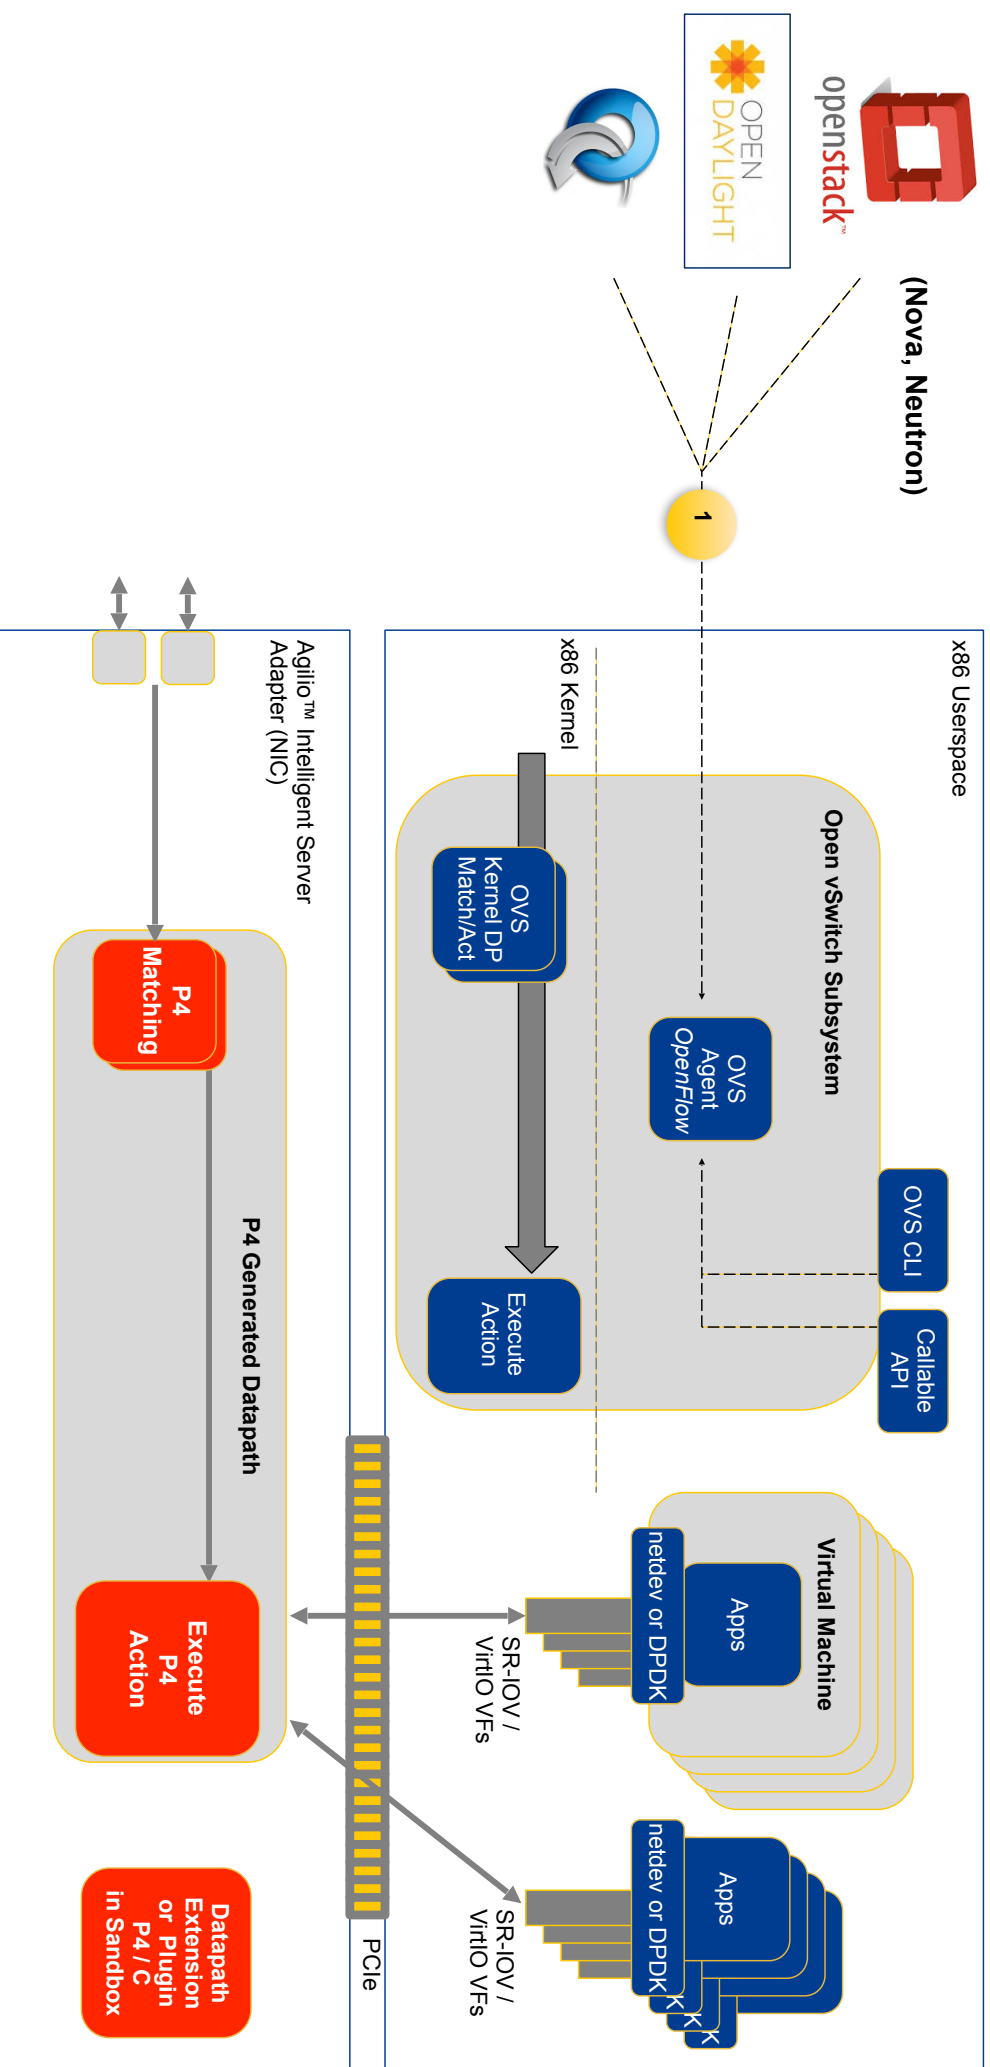 openstack™
OPEN
DAYLIGHT
(Nova, Neutron)
1
x86 Userspace
Open vSwitch Subsystem
OVS CLI
Callable
API
OVS
Agent
OpenFlow
x86 Kernel
OVS
Kernel DP
Match/Act
Execute
Action
Virtual Machine
Apps
netdev or DPDK
SR-IOV /
VirtIO VFs
Apps
netdev or DPDK
K
K
K
SR-IOV /
VirtIO VFs
PCIe
Agilio™ Intelligent Server
Adapter (NIC)
P4 Generated Datapath
P4
Matching
Execute
P4
Action
Datapath
Extension
or Plugin
P4 / C
in Sandbox